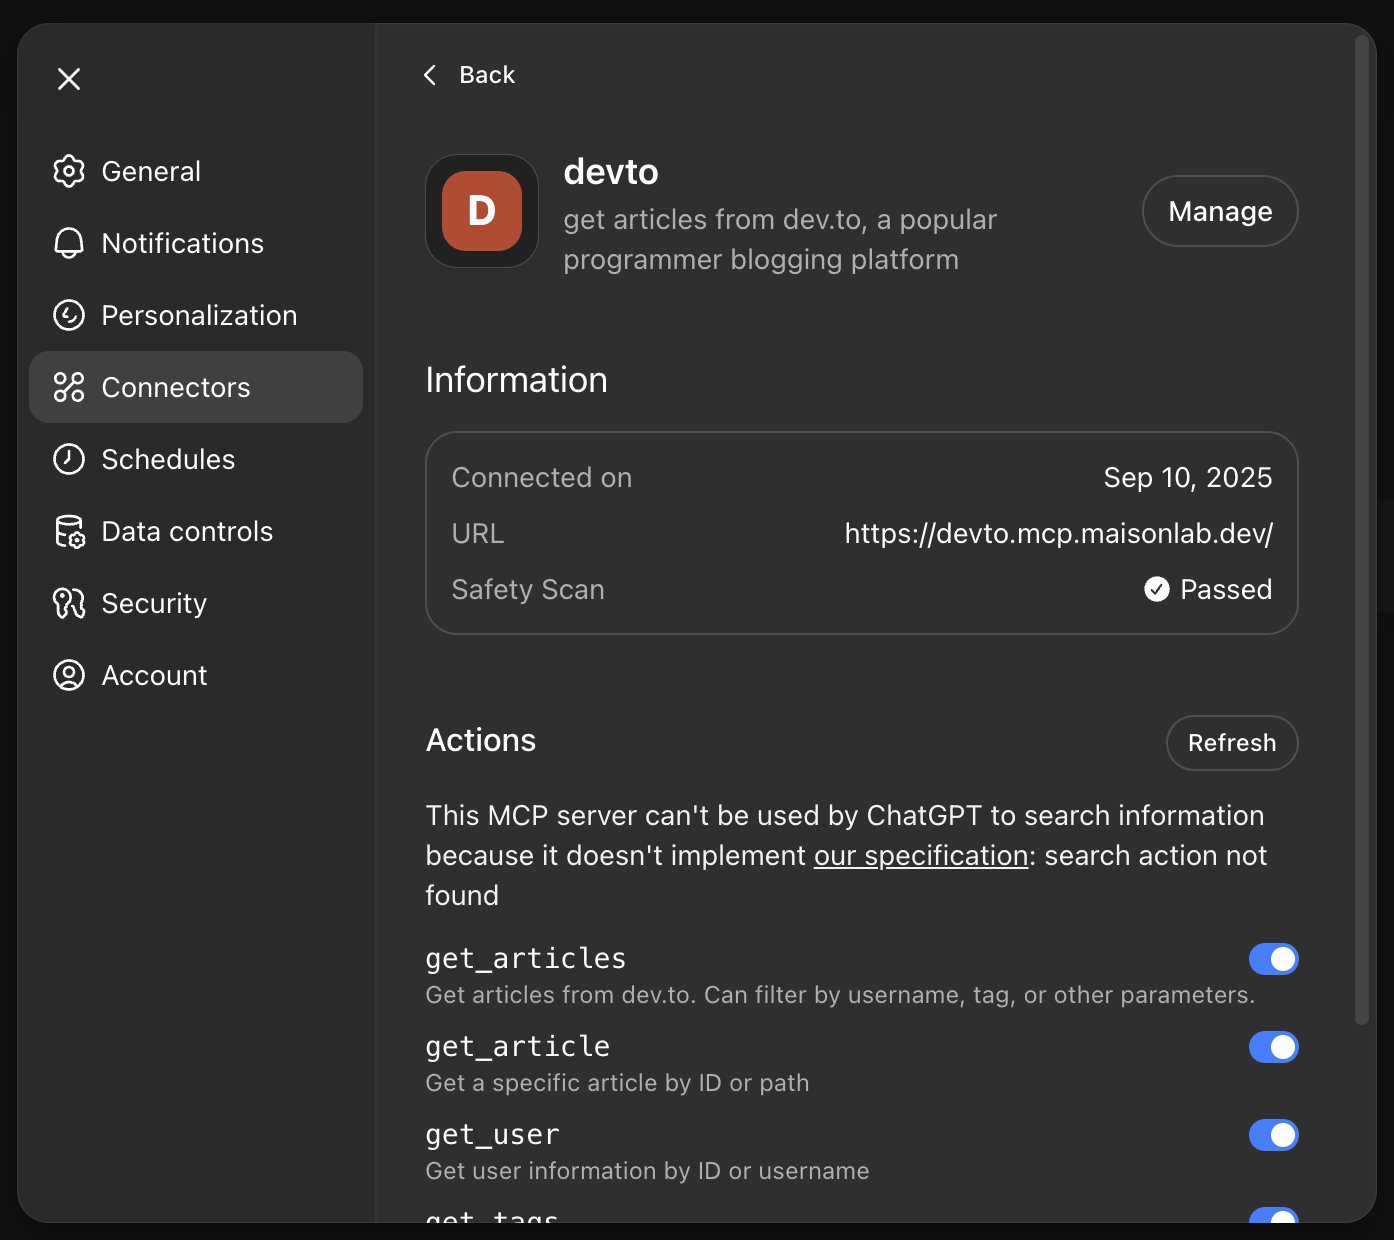 Back
General
Notifications
Personalization
Connectors
Schedules
Data controls
Security
Account
D
devto
get articles from dev.to, a popular
programmer blogging platform
Manage
Information
Connected on Sep 10, 2025
URL https://devto.mcp.maisonlab.dev/
Safety Scan Passed
Actions
Refresh
This MCP server can't be used by ChatGPT to search information
because it doesn't implement our specification: search action not
found
get_articles
Get articles from dev.to. Can filter by username, tag, or other parameters.
get_article
Get a specific article by ID or path
get_user
Get user information by ID or username
get_tags